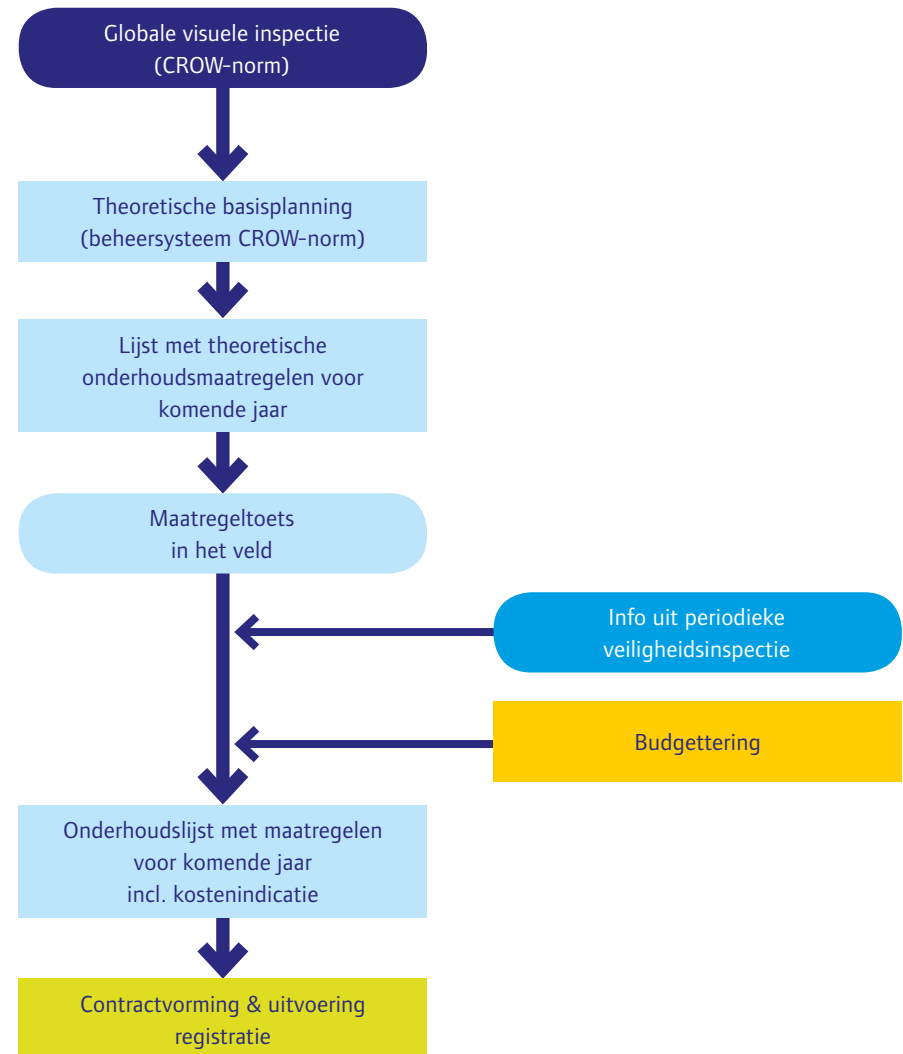 Globale visuele inspectie
(CROW-norm)
Theoretische basisplanning
(beheersysteem CROW-norm)
Lijst met theoretische
onderhoudsmaatregelen voor
komende jaar
Maatregeltoets
in het veld
Info uit periodieke
veiligheidsinspectie
Budgettering
Onderhoudslijst met maatregelen
voor komende jaar
incl. kostenindicatie
Contractvorming & uitvoering
registratie